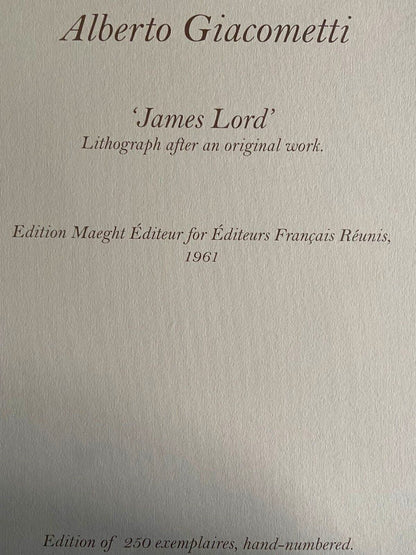 Alberto Giacometti
‘James Lord’
Lithograph after an original work.
Edition Maeght Éditeur for Éditeurs Français Réunis,
1961
Edition of 250 exemplaires, hand-numbered.